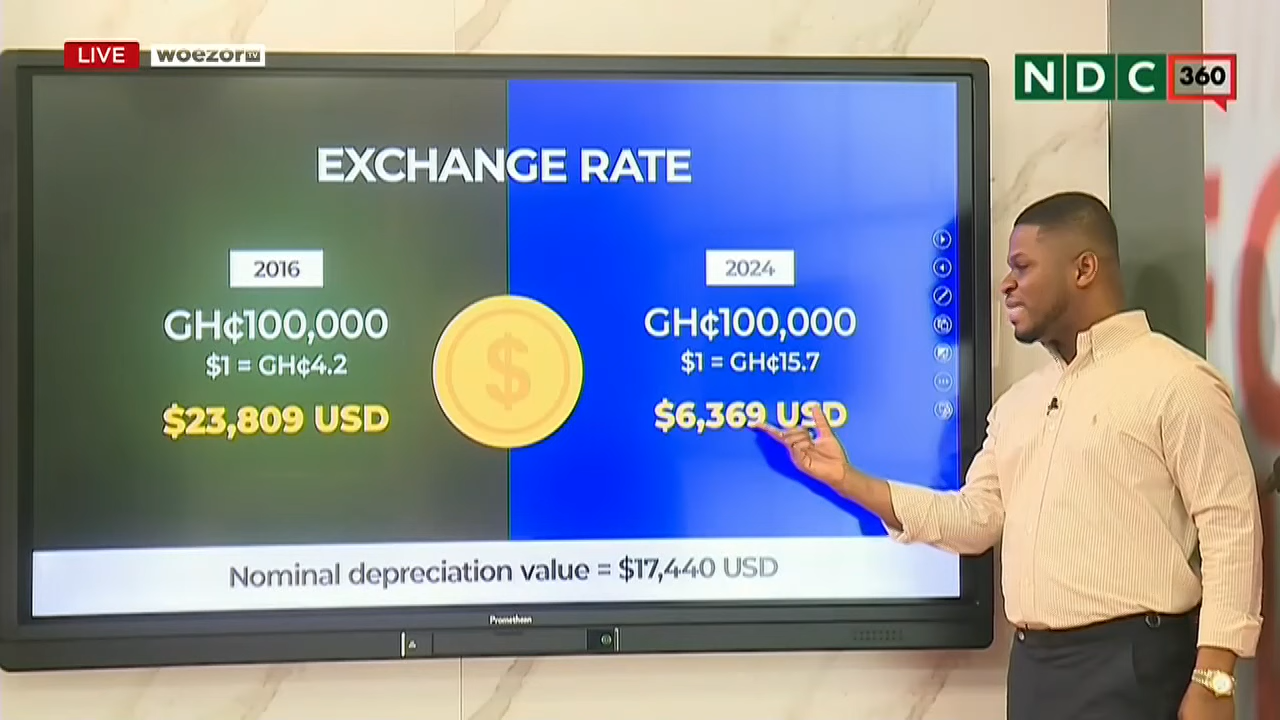 LIVE woezor TV
NDC 360
EXCHANGE RATE
2016
GH¢100,000
$1 = GH¢4.2
$23,809 USD
$
2024
GH¢100,000
$1 = GH¢15.7
$6,369 USD
Nominal depreciation value = $17,440 USD
Promethean